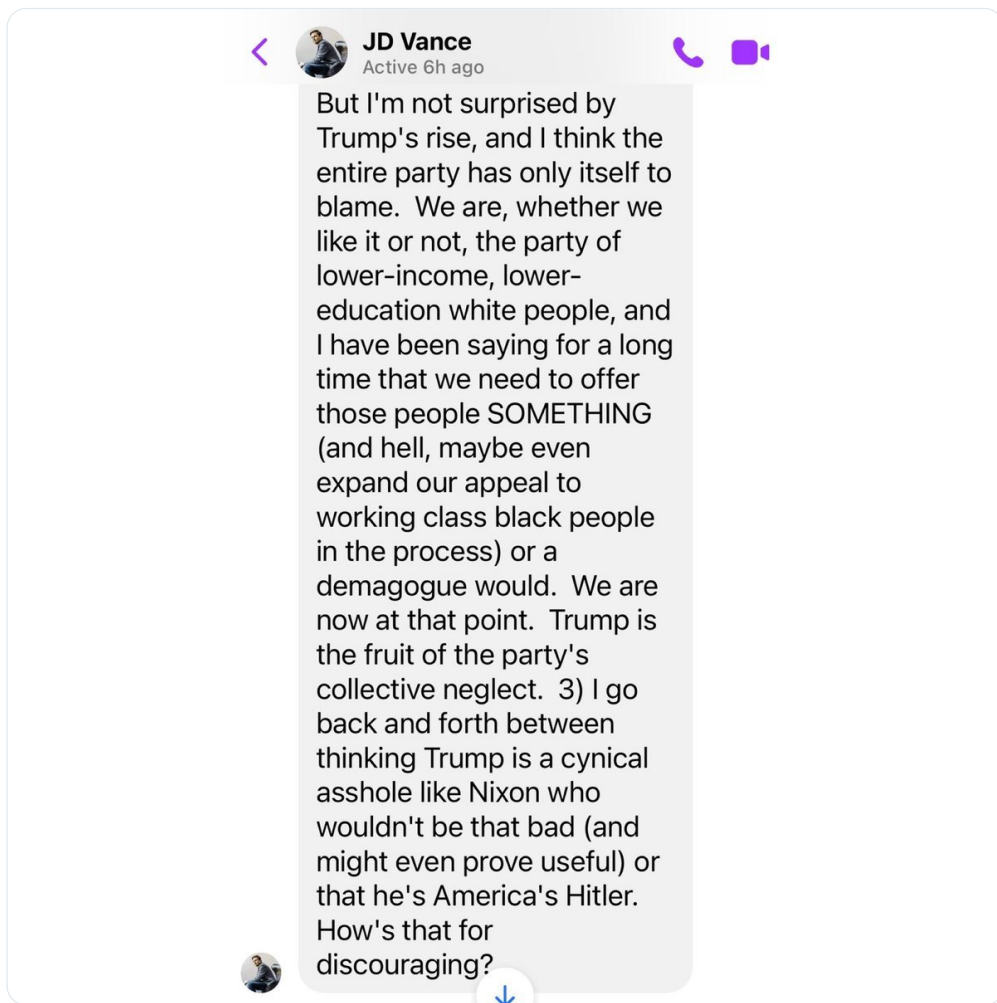 JD Vance
Active 6h ago
But I'm not surprised by
Trump's rise, and I think the
entire party has only itself to
blame.  We are, whether we
like it or not, the party of
lower-income, lower-
education white people, and
I have been saying for a long
time that we need to offer
those people SOMETHING
(and hell, maybe even
expand our appeal to
working class black people
in the process) or a
demagogue would.  We are
now at that point.  Trump is
the fruit of the party's
collective neglect.  3) I go
back and forth between
thinking Trump is a cynical
asshole like Nixon who
wouldn't be that bad (and
might even prove useful) or
that he's America's Hitler.
How's that for
discouraging?